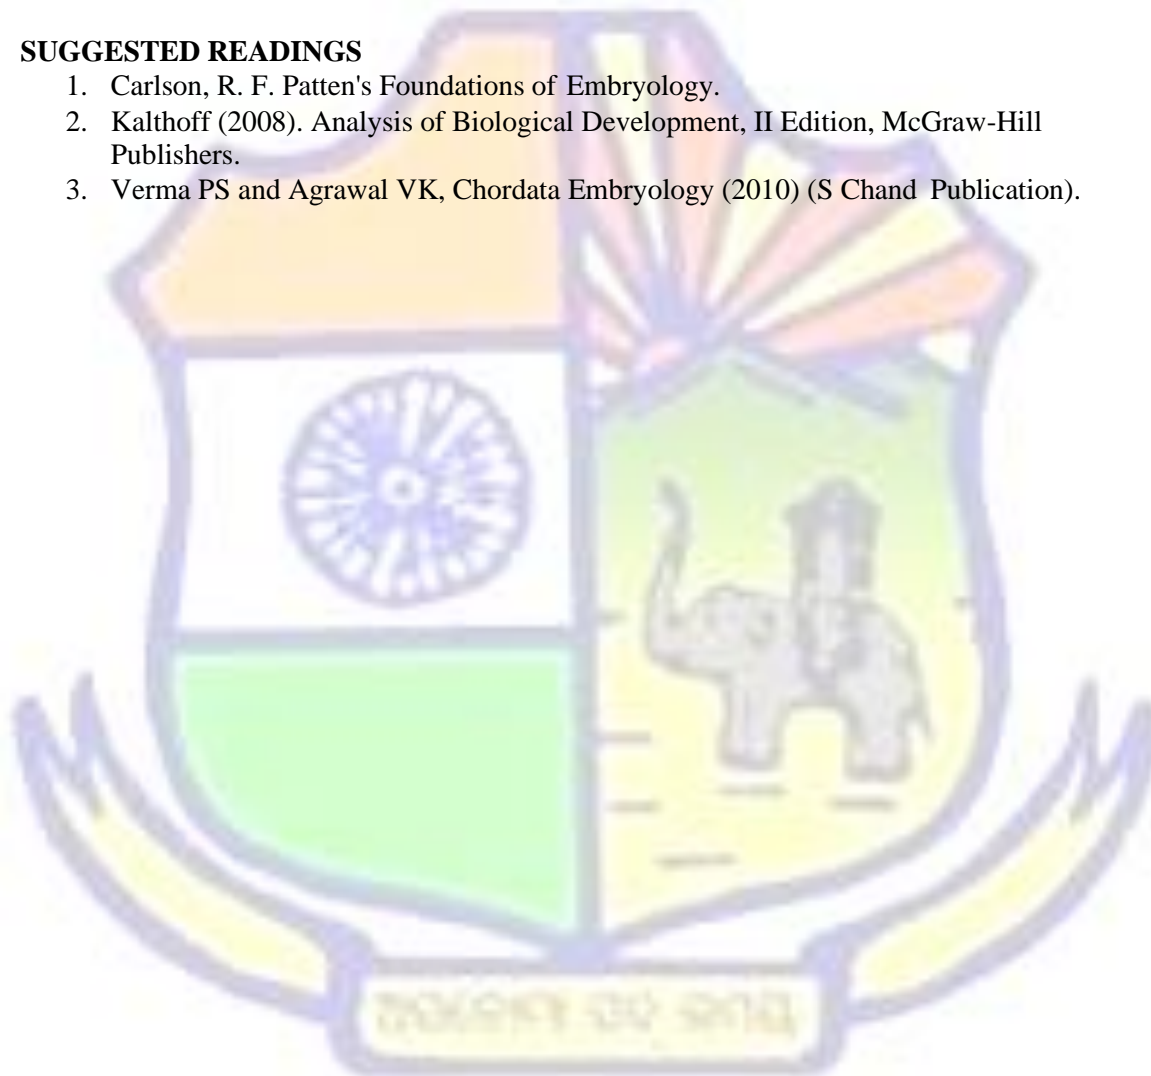 SUGGESTED READINGS
1. Carlson, R. F. Patten's Foundations of Embryology.
2. Kalthoff (2008). Analysis of Biological Development, II Edition, McGraw-Hill
Publishers.
3. Verma PS and Agrawal VK, Chordata Embryology (2010) (S Chand Publication).